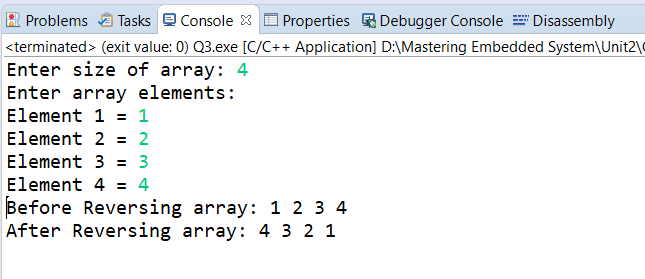 Problems Tasks Console Properties Debugger Console Disassembly
<terminated> (exit value: 0) Q3.exe [C/C++ Application] D:\Mastering Embedded System\Unit2\
Enter size of array: 4
Enter array elements:
Element 1 = 1
Element 2 = 2
Element 3 = 3
Element 4 = 4
Before Reversing array: 1 2 3 4
After Reversing array: 4 3 2 1